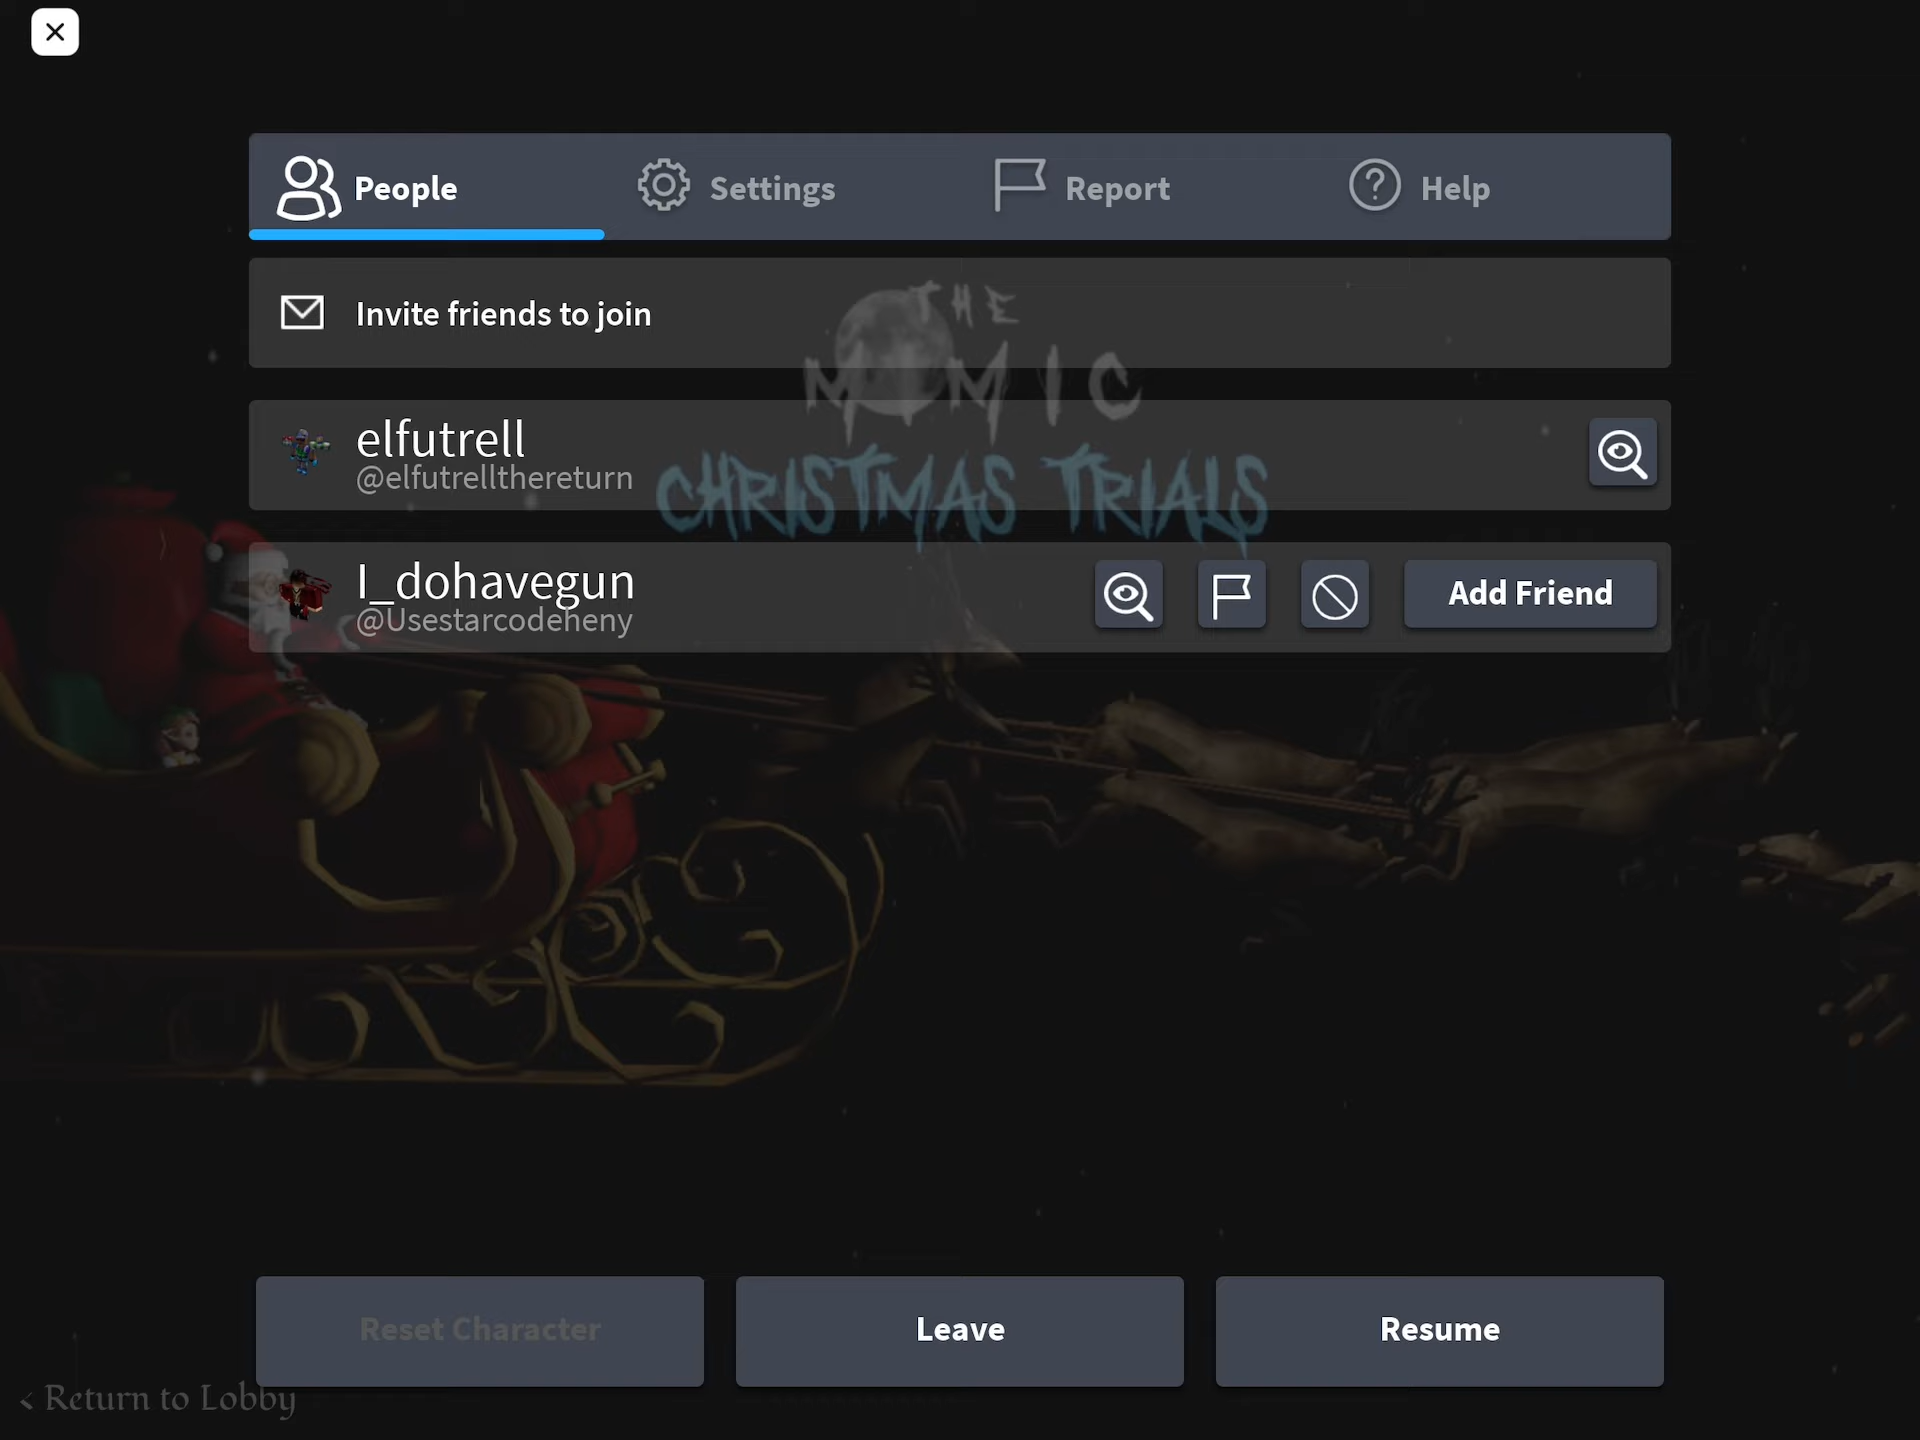 People
Settings
Report
Help
Invite friends to join
THE
MIMIC
CHRISTMAS TRIALS
elfutrell
@elfutrellthereturn
I_dohavegun
@Usestarcodeheny
Add Friend
Reset Character
Leave
Resume
< Return to Lobby